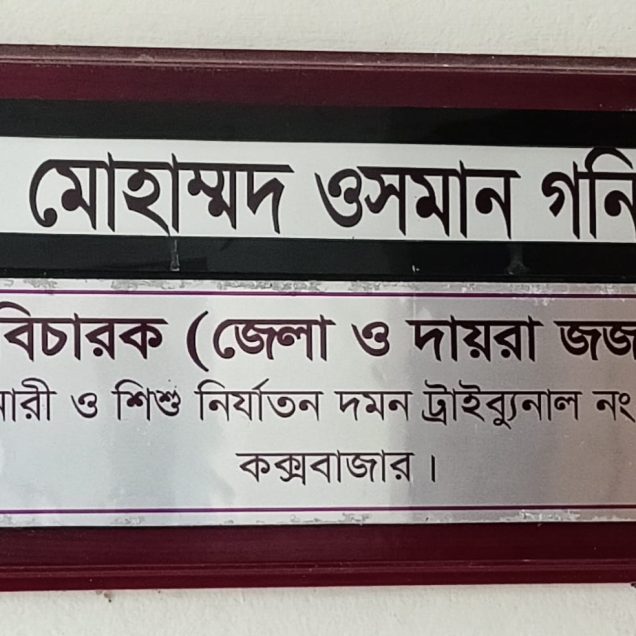 মোহাম্মদ ওসমান গনি
বিচারক (জেলা ও দায়রা জজ
নারী ও শিশু নির্যাতন দমন ট্রাইব্যুনাল নং
কক্সবাজার।